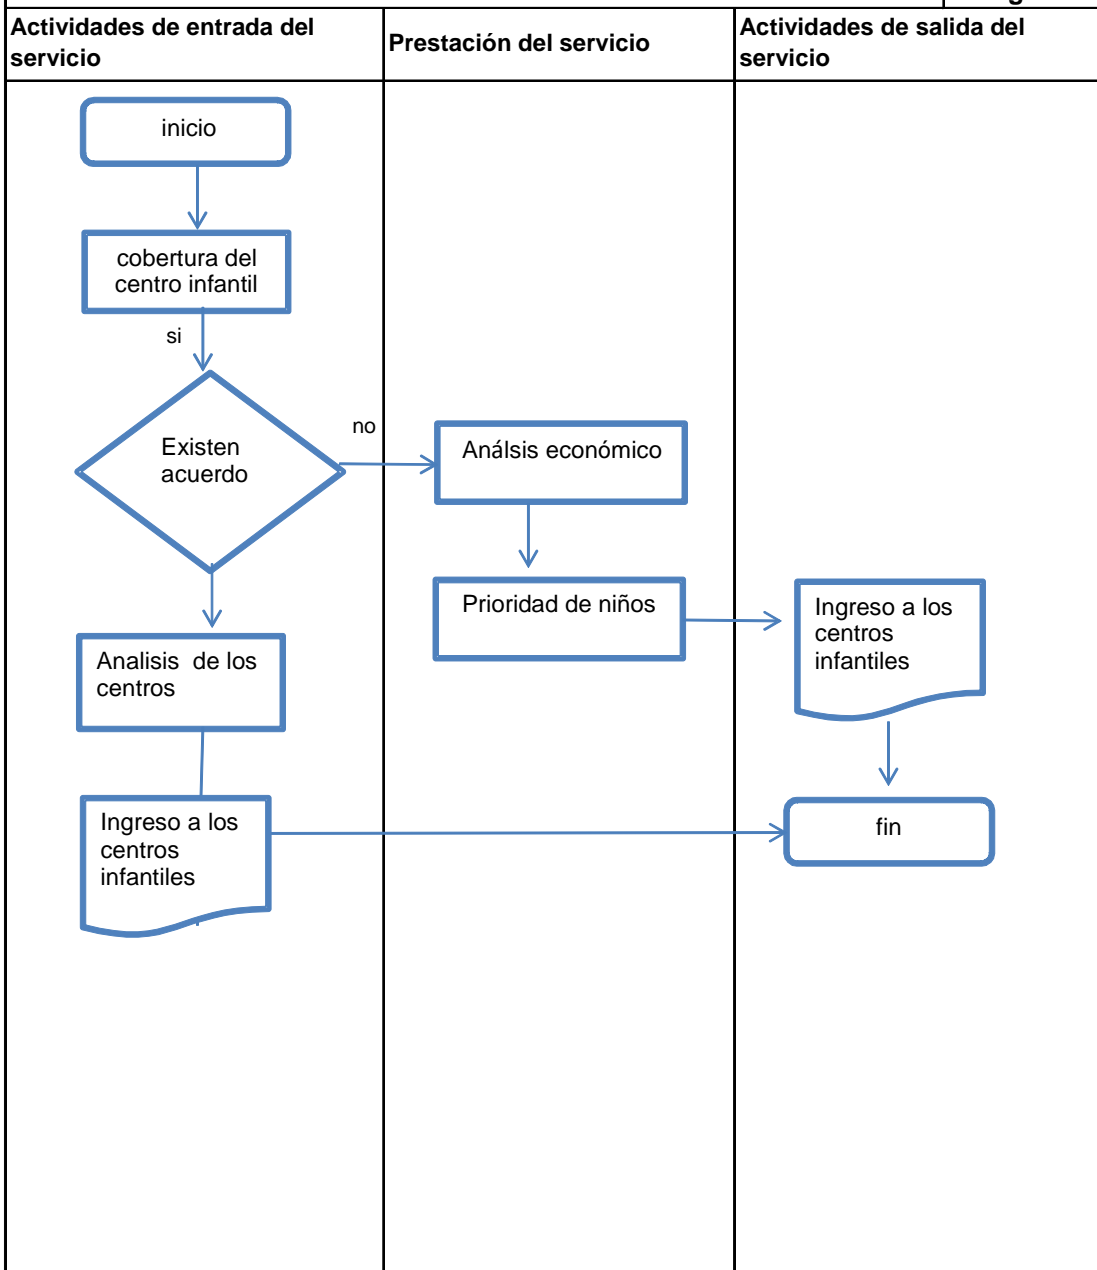 Actividades de entrada del
servicio
Prestación del servicio
Actividades de salida del
servicio
inicio
cobertura del
centro infantil
si
Existen
acuerdo
no
Análsis económico
Prioridad de niños
Ingreso a los
centros
infantiles
Analisis de los
centros
Ingreso a los
centros
infantiles
fin